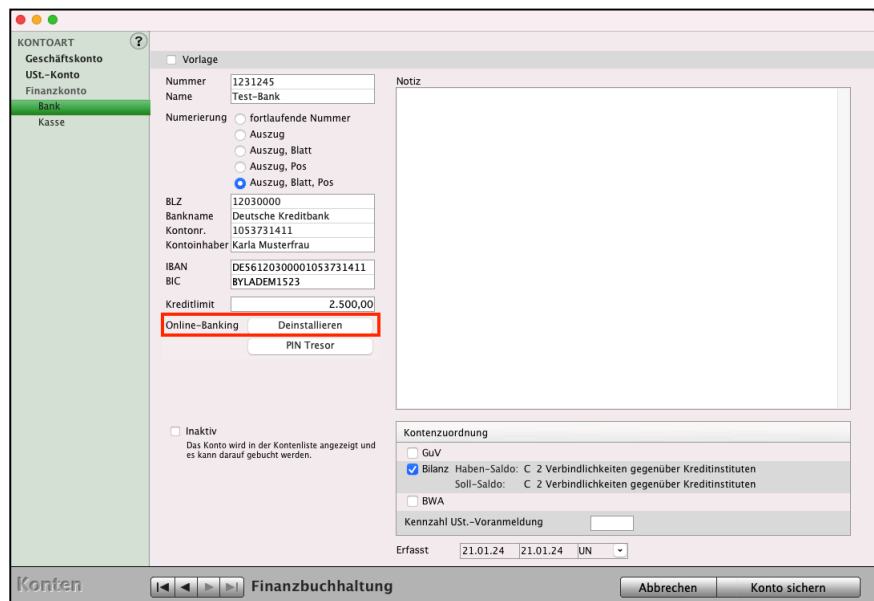 KONTOART
?
Geschäftskonto
USt.-Konto
Finanzkonto
Bank
Kasse
Vorlage
Nummer 1231245
Name Test-Bank
Numerierung fortlaufende Nummer
Auszug
Auszug, Blatt
Auszug, Pos
Auszug, Blatt, Pos
BLZ 12030000
Bankname Deutsche Kreditbank
Kontonr. 1053731411
Kontoinhaber Karla Musterfrau
IBAN DE56120300001053731411
BIC BYLADEM1523
Kreditlimit 2.500,00
Online-Banking Deinstallieren
PIN Tresor
Inaktiv
Das Konto wird in der Kontenliste angezeigt und
es kann darauf gebucht werden.
Notiz
Kontenzuordnung
GuV
Bilanz Haben-Saldo: C 2 Verbindlichkeiten gegenüber Kreditinstituten
Soll-Saldo: C 2 Verbindlichkeiten gegenüber Kreditinstituten
BWA
Kennzahl USt.-Voranmeldung
Erfasst 21.01.24 21.01.24 UN
Konten Finanzbuchhaltung Abbrechen Konto sichern